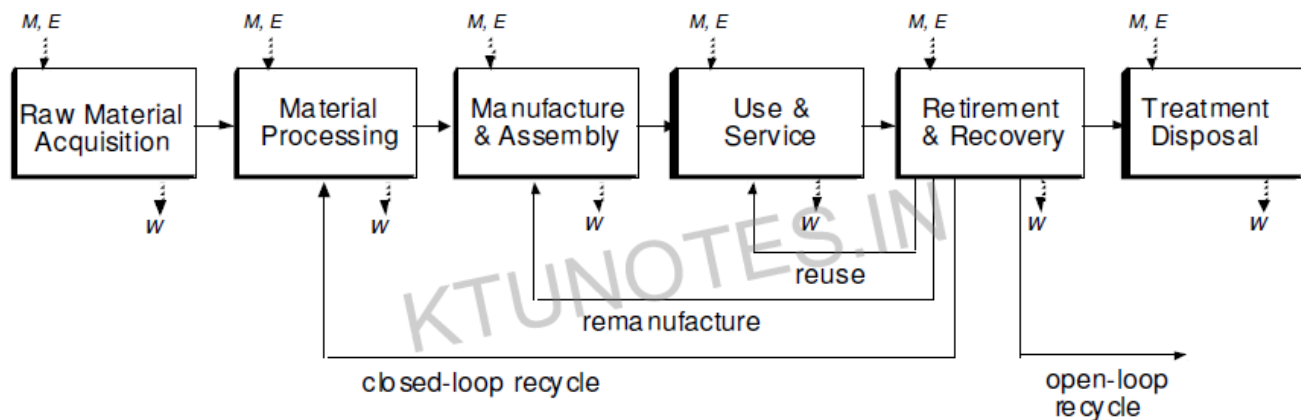 M, E
M, E
M, E
M, E
M, E
M, E
Raw Material
Acquisition
Material
Processing
Manufacture
& Assembly
Use &
Service
Retirement
& Recovery
Treatment
Disposal
W
W
W
W
W
W
reuse
remanufacture
closed-loop recycle
open-loop
recycle
KTUNOTES.IN